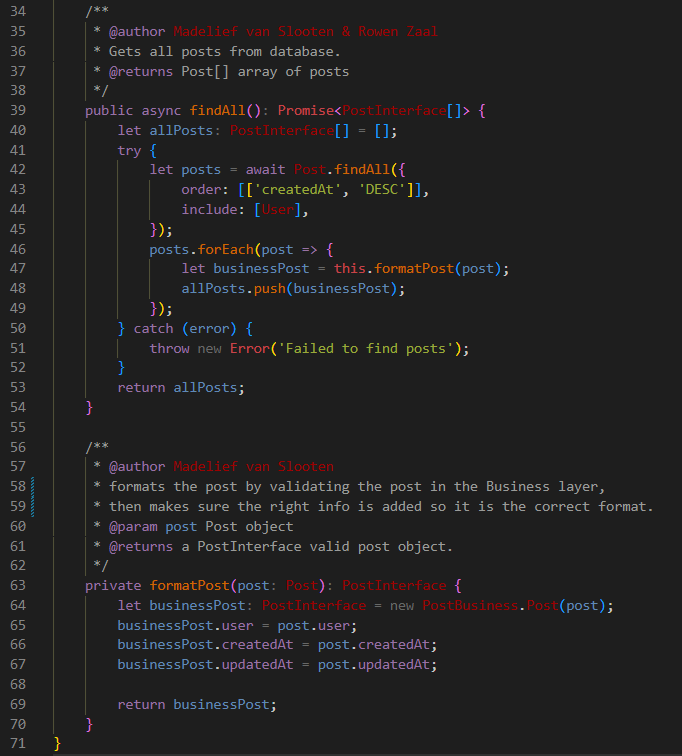 34    /**
35     * @author Madelief van Slooten & Rowen Zaal
36     * Gets all posts from database.
37     * @returns Post[] array of posts
38     */
39    public async findAll(): Promise<PostInterface[]> {
40        let allPosts: PostInterface[] = [];
41        try {
42            let posts = await Post.findAll({
43                order: [['createdAt', 'DESC']],
44                include: [User],
45            });
46            posts.forEach(post => {
47                let businessPost = this.formatPost(post);
48                allPosts.push(businessPost);
49            });
50        } catch (error) {
51            throw new Error('Failed to find posts');
52        }
53        return allPosts;
54    }
55
56    /**
57     * @author Madelief van Slooten
58     * formats the post by validating the post in the Business layer,
59     * then makes sure the right info is added so it is the correct format.
60     * @param post Post object
61     * @returns a PostInterface valid post object.
62     */
63    private formatPost(post: Post): PostInterface {
64        let businessPost: PostInterface = new PostBusiness.Post(post);
65        businessPost.user = post.user;
66        businessPost.createdAt = post.createdAt;
67        businessPost.updatedAt = post.updatedAt;
68
69        return businessPost;
70    }
71 }